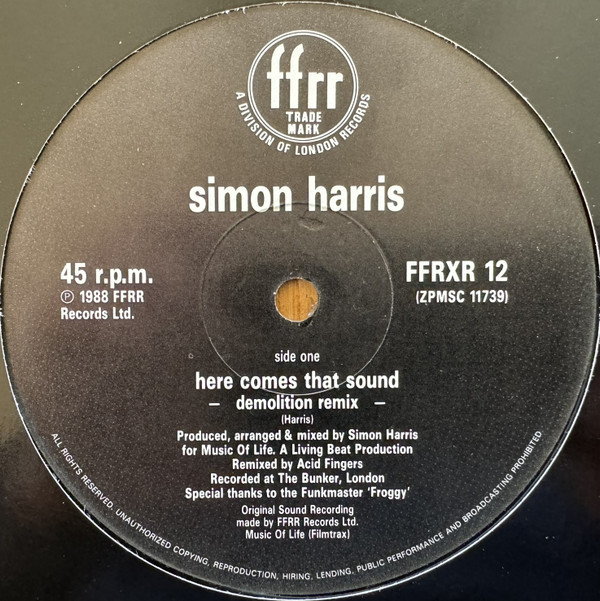 ffrr
TRADE
MARK
A DIVISION OF LONDON RECORDS
simon harris
45 r.p.m.
℗ 1988 FFRR
Records Ltd.
FFRXR 12
(ZPMSC 11739)
side one
here comes that sound
– demolition remix –
(Harris)
Produced, arranged & mixed by Simon Harris
for Music Of Life. A Living Beat Production
Remixed by Acid Fingers
Recorded at The Bunker, London
Special thanks to the Funkmaster ‘Froggy’
Original Sound Recording
made by FFRR Records Ltd.
Music Of Life (Filmtrax)
ALL RIGHTS RESERVED. UNAUTHORIZED COPYING, REPRODUCTION, HIRING, LENDING, PUBLIC PERFORMANCE AND BROADCASTING PROHIBITED.